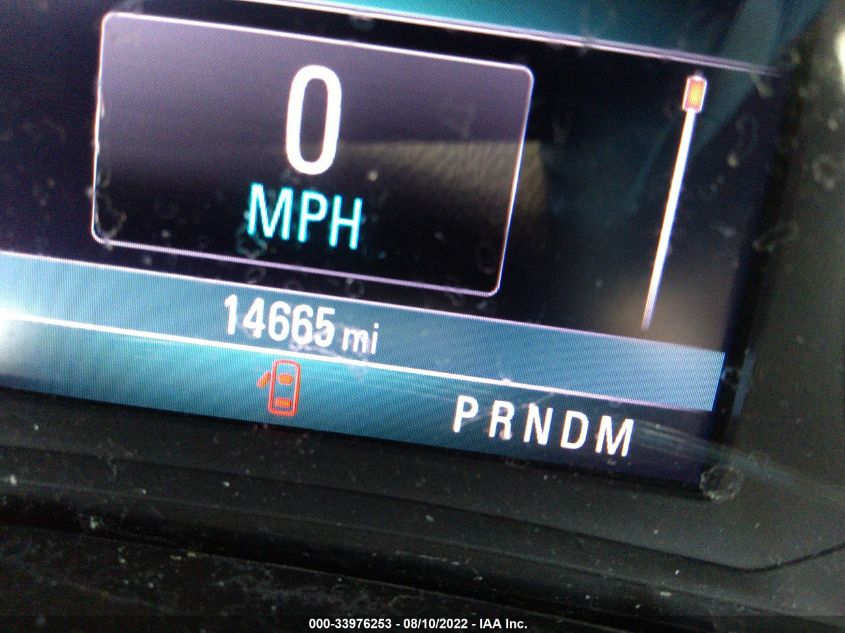 0
MPH
14665 mi
PRNDM
000-33976253 — 08/10/2022 - IAA Inc.